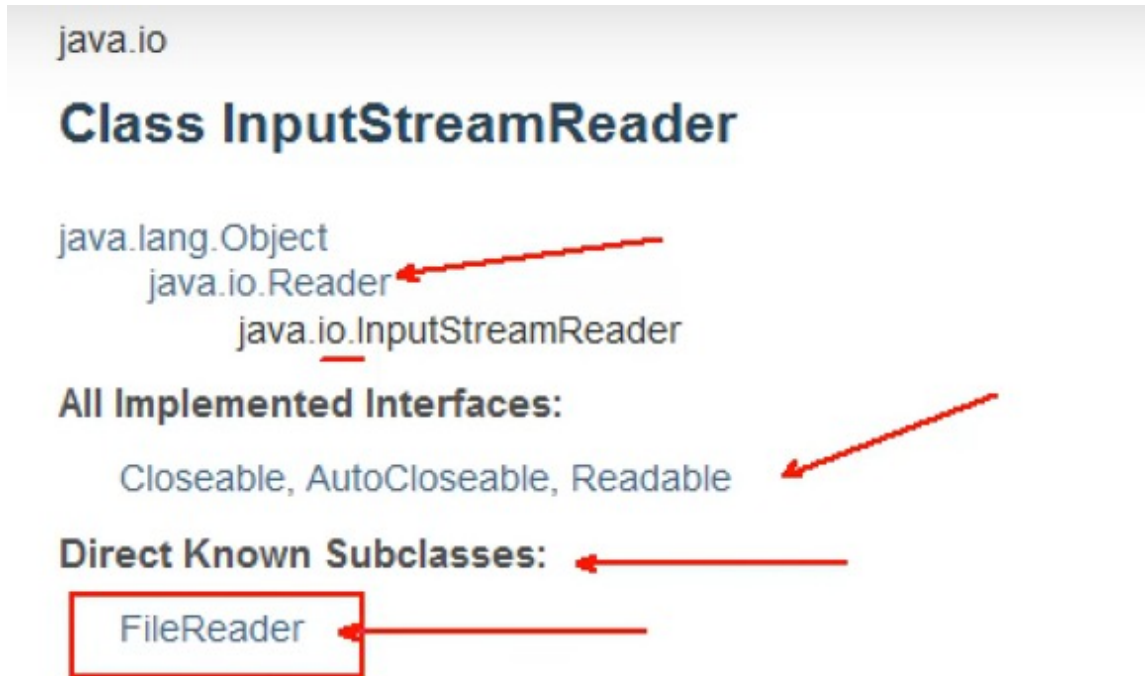 java.io
Class InputStreamReader
java.lang.Object
java.io.Reader
java.io.InputStreamReader
All Implemented Interfaces:
Closeable, AutoCloseable, Readable
Direct Known Subclasses:
FileReader